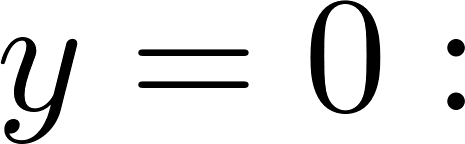 y = 0 :